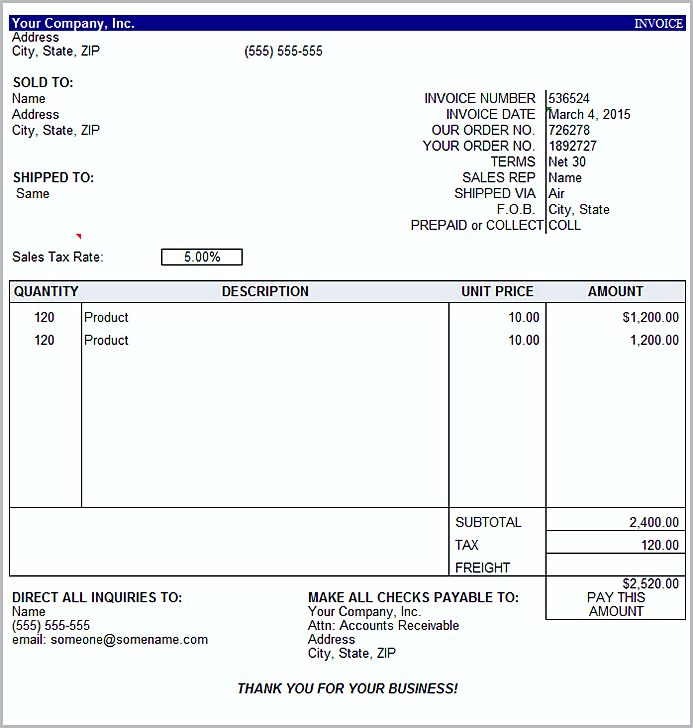 Your Company, Inc. INVOICE
Address
City, State, ZIP (555) 555-555
SOLD TO:
Name
Address
City, State, ZIP
INVOICE NUMBER 536524
INVOICE DATE March 4, 2015
OUR ORDER NO. 726278
YOUR ORDER NO. 1892727
TERMS Net 30
SALES REP Name
SHIPPED VIA Air
F.O.B. City, State
PREPAID or COLLECT COLL
SHIPPED TO:
Same
Sales Tax Rate: 5.00%
QUANTITY DESCRIPTION UNIT PRICE AMOUNT
120 Product 10.00 $1,200.00
120 Product 10.00 1,200.00
SUBTOTAL 2,400.00
TAX 120.00
FREIGHT
$2,520.00
PAY THIS
AMOUNT
DIRECT ALL INQUIRIES TO:
Name
(555) 555-555
email: someone@somename.com
MAKE ALL CHECKS PAYABLE TO:
Your Company, Inc.
Attn: Accounts Receivable
Address
City, State, ZIP
THANK YOU FOR YOUR BUSINESS!